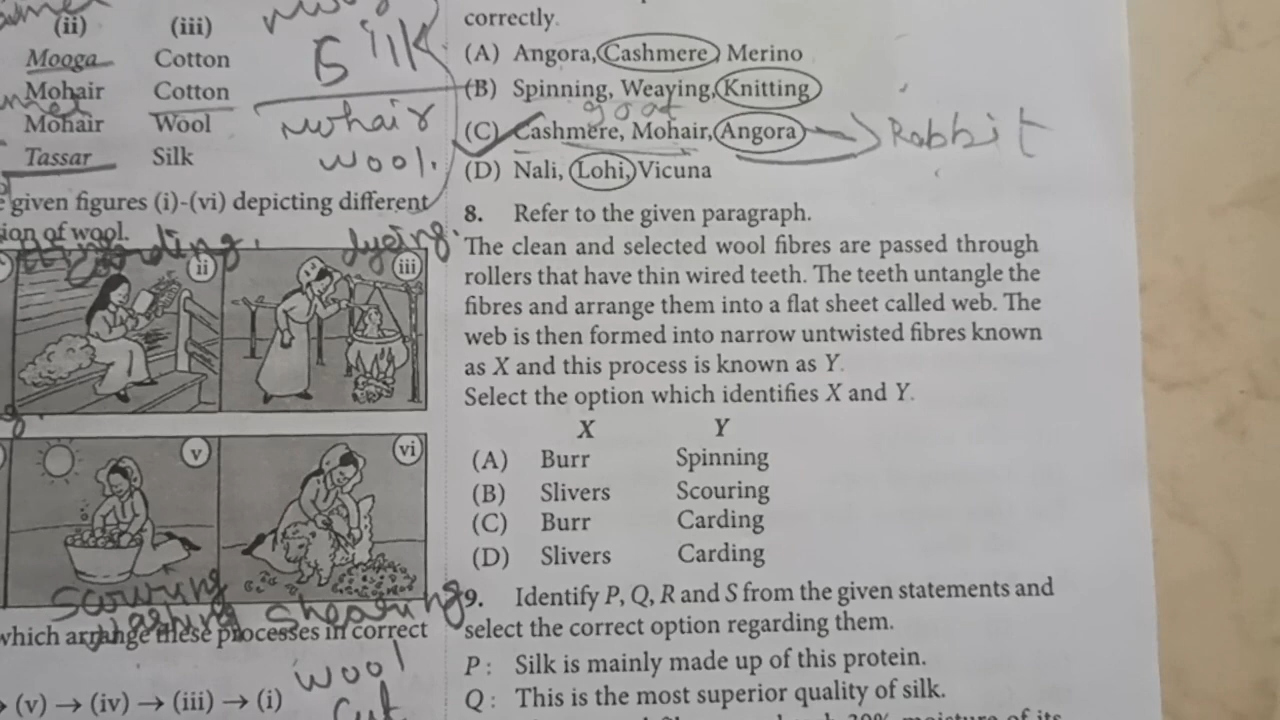 (ii) (iii)
Mooga Cotton
Mohair Cotton
Mohair Wool
Tassar Silk
Silk
Mohair
wool.
given figures (i)-(vi) depicting different
ion of wool.
carding. dyeing.
ii iii
v vi
Scouring
Shearing
which arrange these processes in correct
wool
Cut
→ (v) → (iv) → (iii) → (i)
correctly.
(A) Angora, Cashmere, Merino
(B) Spinning, Weaying, Knitting
goat
(C) Cashmere, Mohair, Angora → Rabbit
(D) Nali, Lohi, Vicuna
8. Refer to the given paragraph.
The clean and selected wool fibres are passed through
rollers that have thin wired teeth. The teeth untangle the
fibres and arrange them into a flat sheet called web. The
web is then formed into narrow untwisted fibres known
as X and this process is known as Y.
Select the option which identifies X and Y.
X Y
(A) Burr Spinning
(B) Slivers Scouring
(C) Burr Carding
(D) Slivers Carding
9. Identify P, Q, R and S from the given statements and
select the correct option regarding them.
P : Silk is mainly made up of this protein.
Q : This is the most superior quality of silk.
20% moisture of its